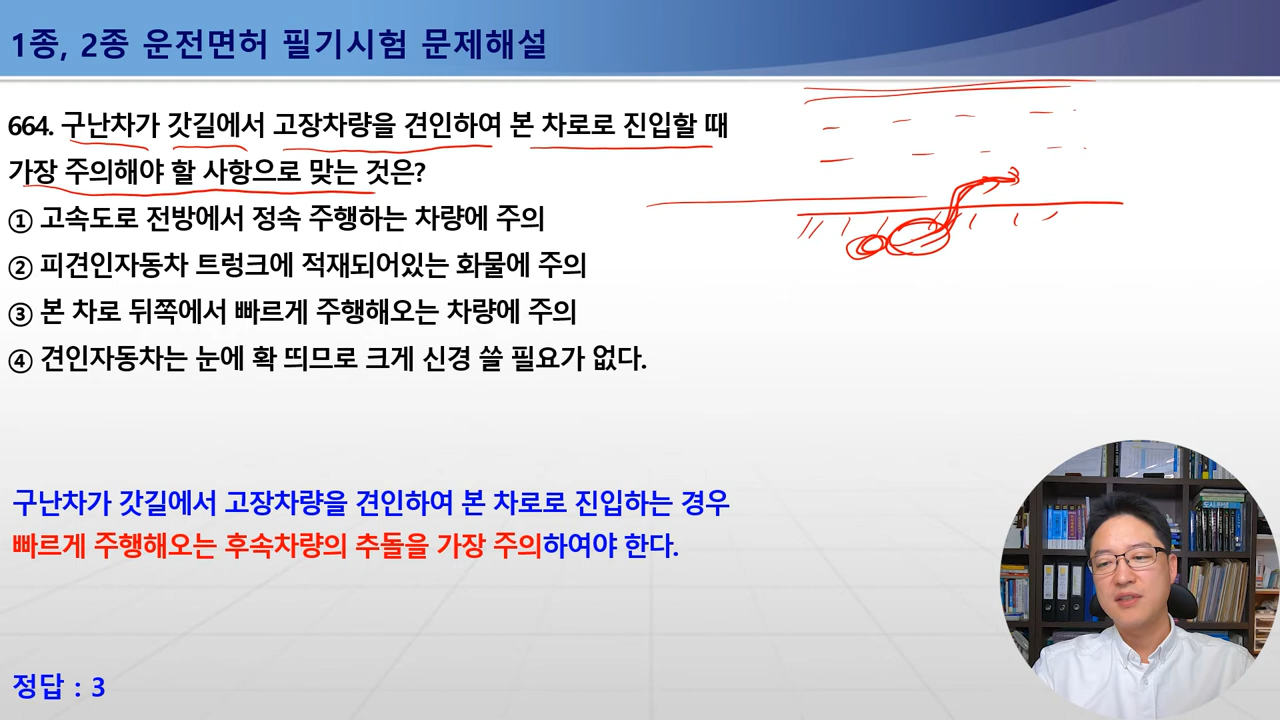 1종, 2종 운전면허 필기시험 문제해설
664. 구난차가 갓길에서 고장차량을 견인하여 본 차로로 진입할 때
가장 주의해야 할 사항으로 맞는 것은?
① 고속도로 전방에서 정속 주행하는 차량에 주의
② 피견인자동차 트렁크에 적재되어있는 화물에 주의
③ 본 차로 뒤쪽에서 빠르게 주행해오는 차량에 주의
④ 견인자동차는 눈에 확 띄므로 크게 신경 쓸 필요가 없다.
구난차가 갓길에서 고장차량을 견인하여 본 차로로 진입하는 경우
빠르게 주행해오는 후속차량의 추돌을 가장 주의하여야 한다.
정답 : 3